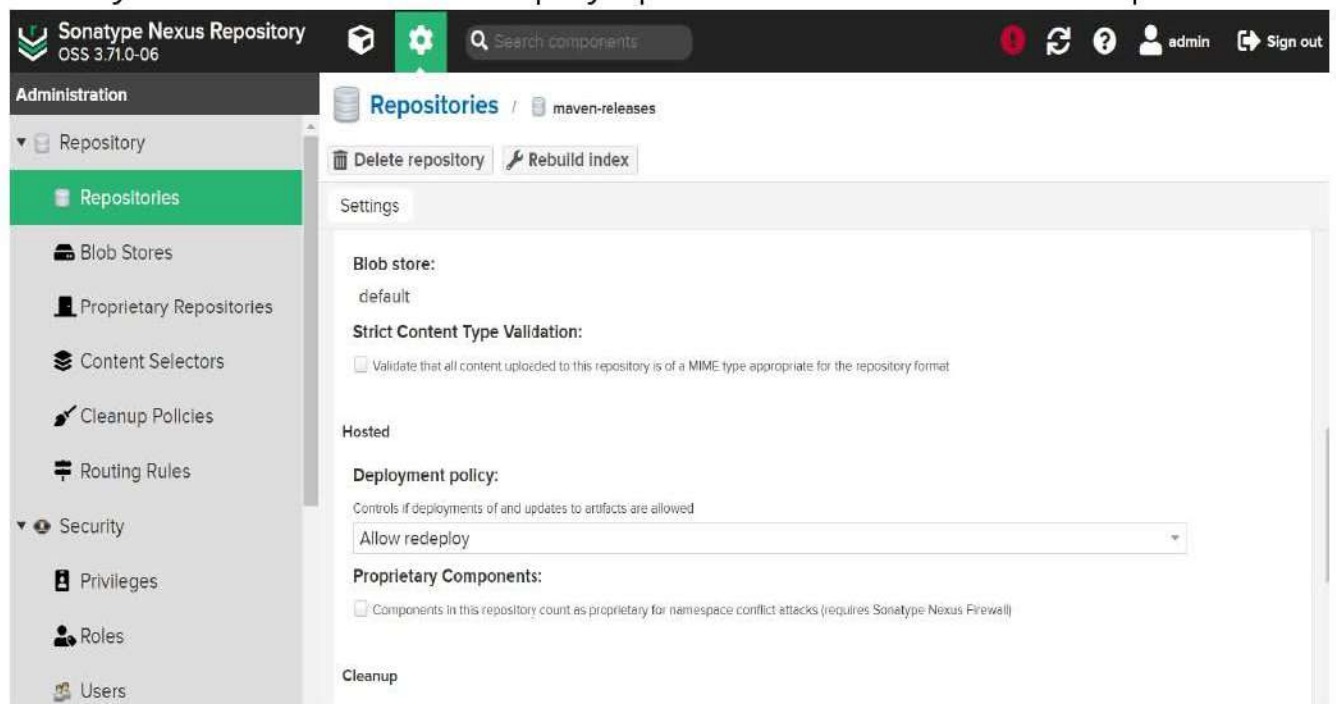 Sonatype Nexus Repository
OSS 3.71.0-06
Search components
admin
Sign out
Administration
Repositories / maven-releases
Repository
Delete repository
Rebuild index
Repositories
Settings
Blob Stores
Blob store:
default
Proprietary Repositories
Strict Content Type Validation:
Content Selectors
Validate that all content uploaded to this repository is of a MIME type appropriate for the repository format
Cleanup Policies
Hosted
Routing Rules
Deployment policy:
Controls if deployments of and updates to artifacts are allowed
Security
Allow redeploy
Privileges
Proprietary Components:
Components in this repository count as proprietary for namespace conflict attacks (requires Sonatype Nexus Firewall)
Roles
Cleanup
Users